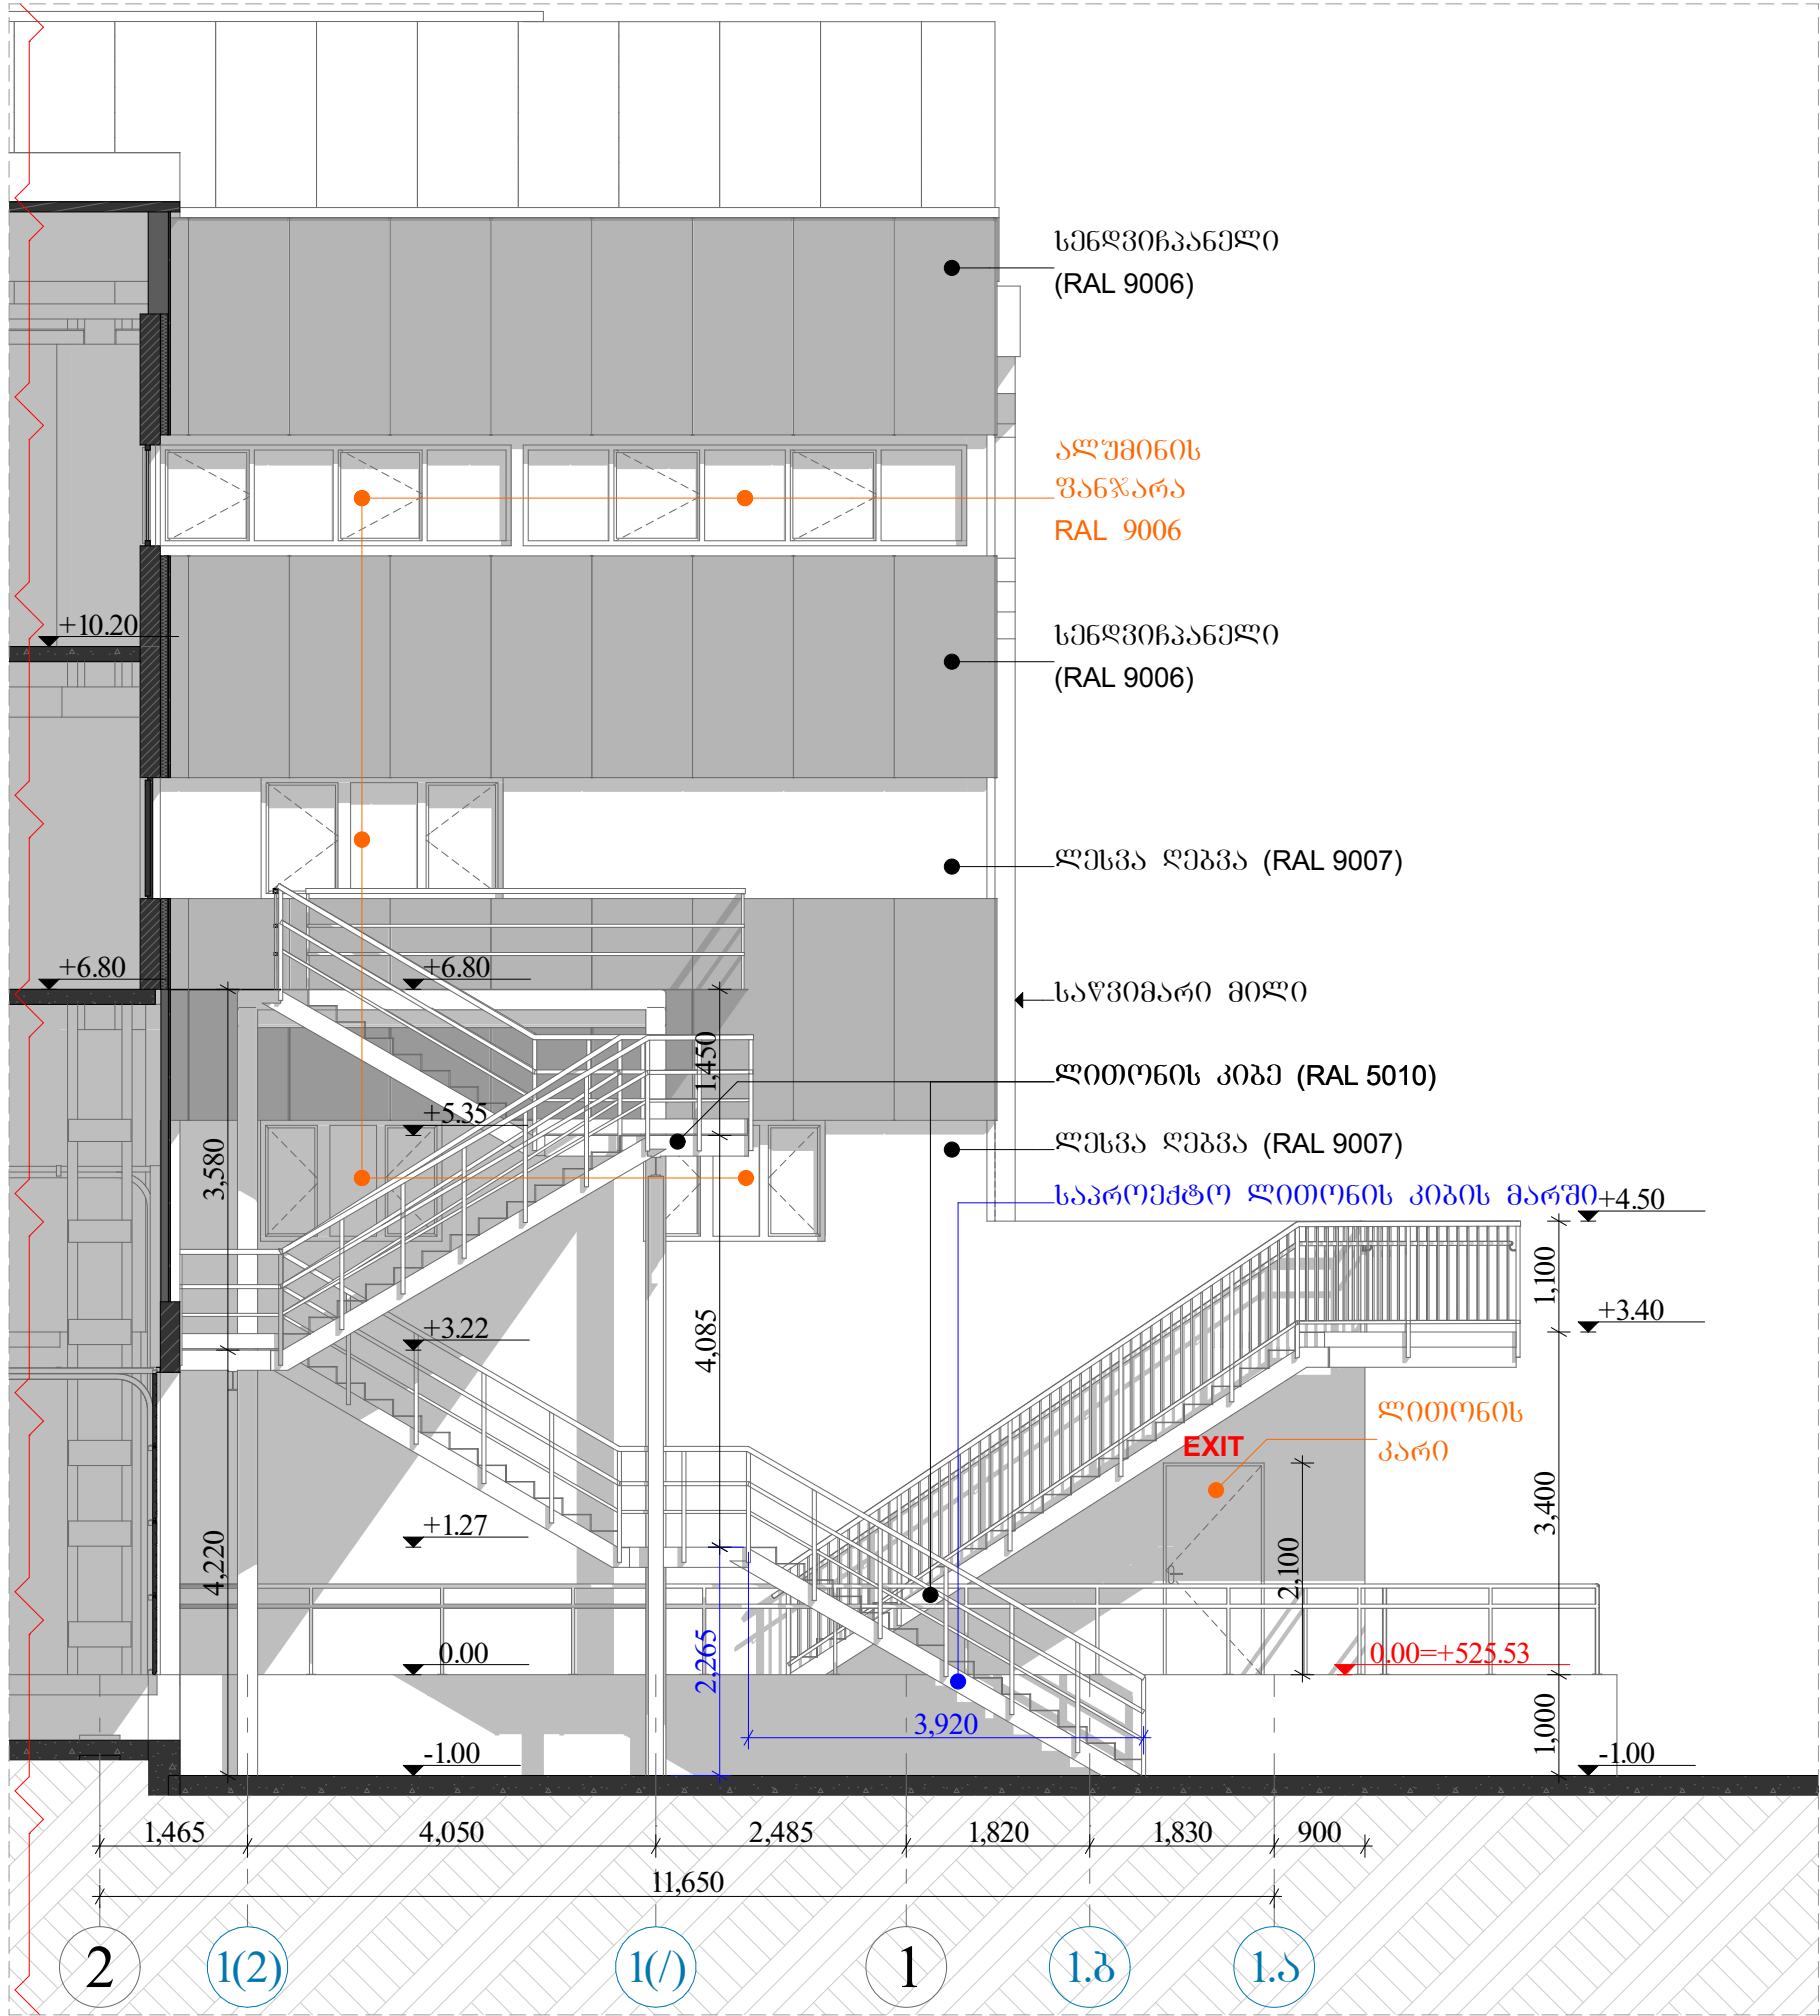 სენდვიჩპანელი
(RAL 9006)
ალუმინის
ფანჯარა
RAL 9006
+10.20
სენდვიჩპანელი
(RAL 9006)
ლესვა ღებვა (RAL 9007)
+6.80
+6.80
საწვიმარი მილი
1,450
ლითონის კიბე (RAL 5010)
+5.35
ლესვა ღებვა (RAL 9007)
3,580
საპროექტო ლითონის კიბის მარში
+4.50
1,100
+3.40
+3.22
4,085
ლითონის
კარი
EXIT
3,400
+1.27
4,220
2,100
0.00
2,265
0.00=+525.53
3,920
1,000
-1.00
-1.00
1,465
4,050
2,485
1,820
1,830
900
11,650
2
1(2)
1(/)
1
1.ბ
1.ა